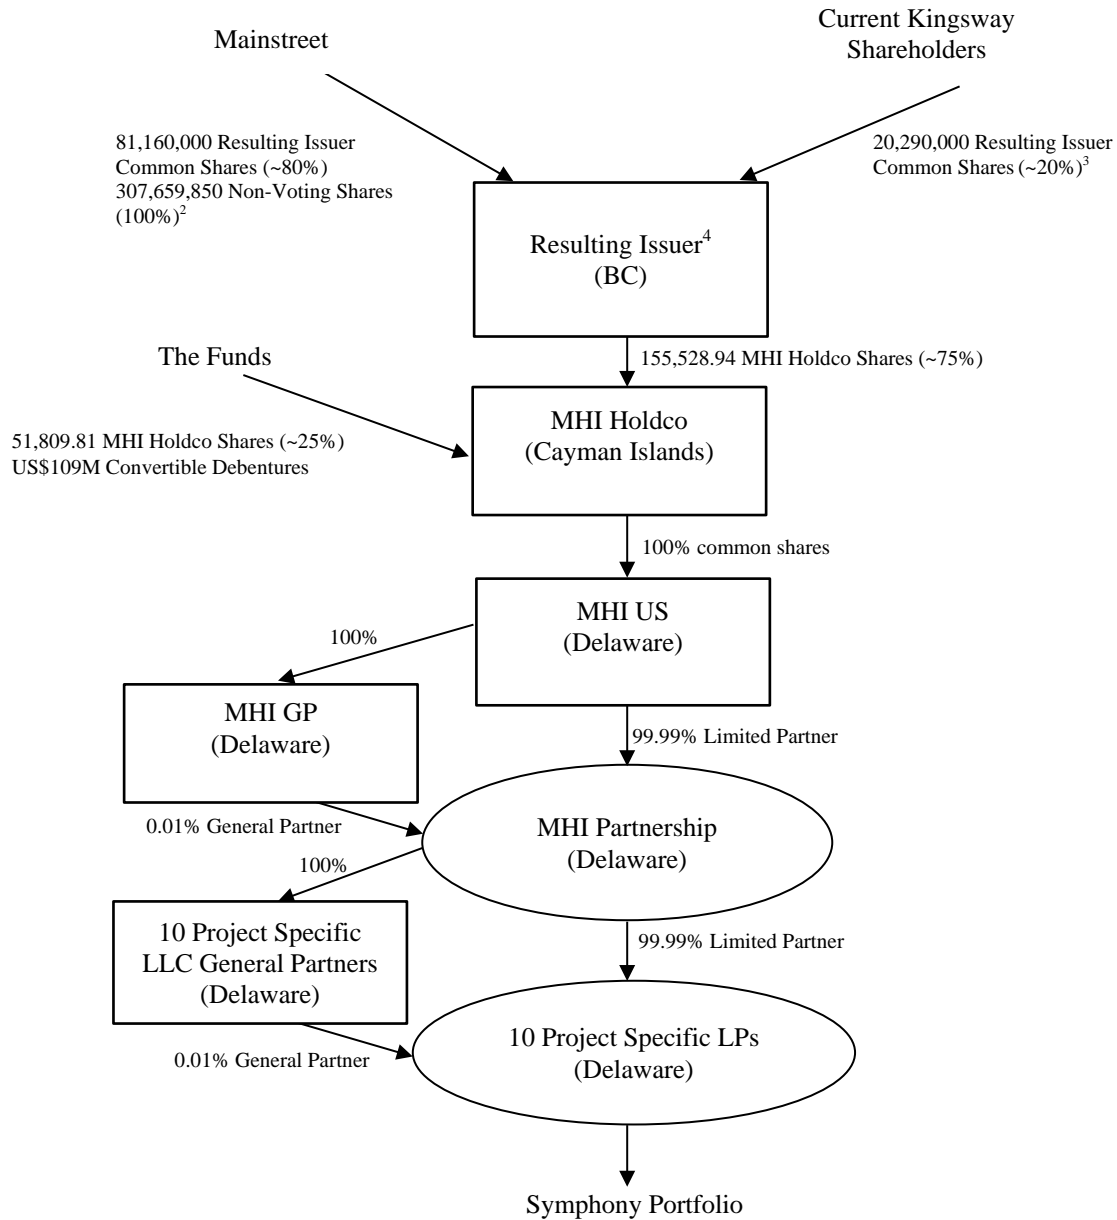 Mainstreet
Current Kingsway
Shareholders
81,160,000 Resulting Issuer
Common Shares (~80%)
307,659,850 Non-Voting Shares
(100%)2
20,290,000 Resulting Issuer
Common Shares (~20%)3
Resulting Issuer4
(BC)
The Funds
155,528.94 MHI Holdco Shares (~75%)
51,809.81 MHI Holdco Shares (~25%)
US$109M Convertible Debentures
MHI Holdco
(Cayman Islands)
100% common shares
MHI US
(Delaware)
100%
MHI GP
(Delaware)
99.99% Limited Partner
0.01% General Partner
MHI Partnership
(Delaware)
100%
10 Project Specific
LLC General Partners
(Delaware)
99.99% Limited Partner
0.01% General Partner
10 Project Specific LPs
(Delaware)
Symphony Portfolio